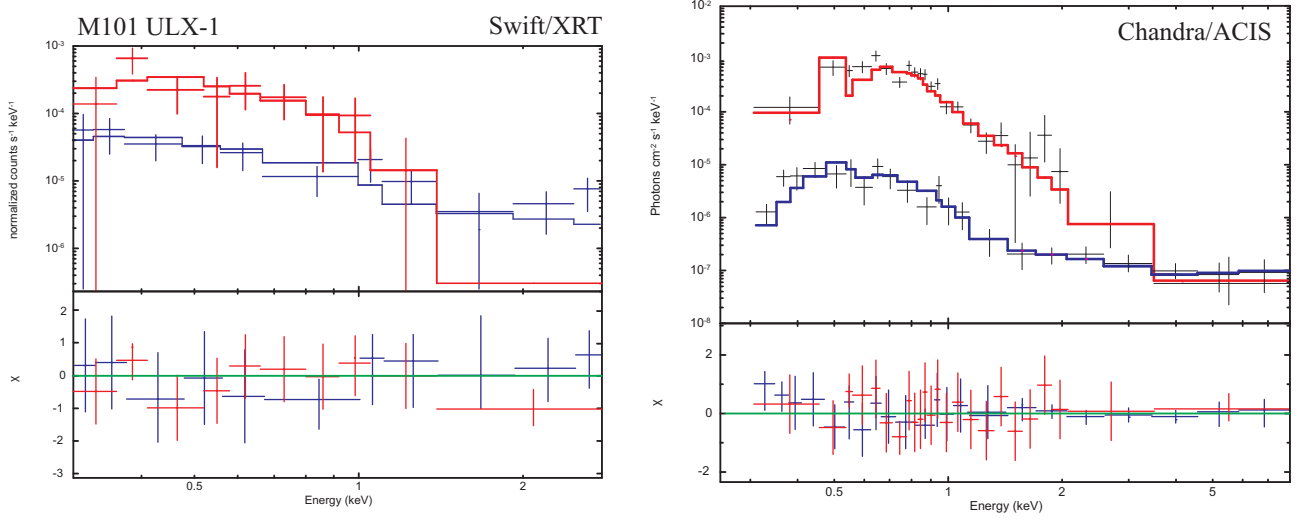 M101 ULX-1 Swift/XRT
10⁻³
10⁻⁴
10⁻⁵
10⁻⁶
normalized counts s⁻¹ keV⁻¹
2
1
0
-1
-2
-3
χ
0.5 1 2
Energy (keV)
Chandra/ACIS
10⁻²
10⁻³
10⁻⁴
10⁻⁵
10⁻⁶
10⁻⁷
10⁻⁸
Photons cm⁻² s⁻¹ keV⁻¹
2
0
-2
χ
0.5 1 2 5
Energy (keV)